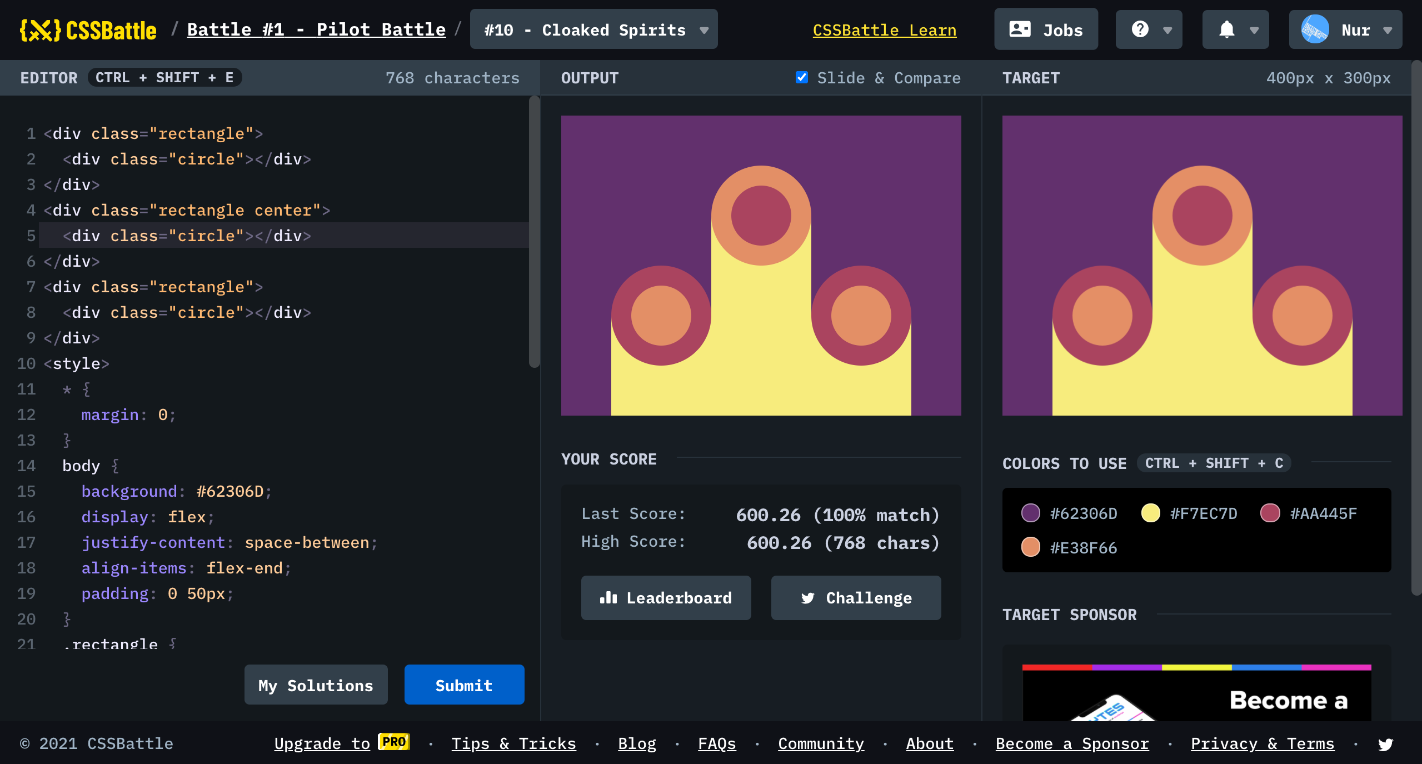 {X} CSSBattle / Battle #1 - Pilot Battle / #10 - Cloaked Spirits
CSSBattle Learn
Jobs
Nur
EDITOR CTRL + SHIFT + E 768 characters
1 <div class="rectangle">
2 <div class="circle"></div>
3 </div>
4 <div class="rectangle center">
5 <div class="circle"></div>
6 </div>
7 <div class="rectangle">
8 <div class="circle"></div>
9 </div>
10 <style>
11 * {
12 margin: 0;
13 }
14 body {
15 background: #62306D;
16 display: flex;
17 justify-content: space-between;
18 align-items: flex-end;
19 padding: 0 50px;
20 }
21 .rectangle {
My Solutions
Submit
OUTPUT Slide & Compare
YOUR SCORE
Last Score: 600.26 (100% match)
High Score: 600.26 (768 chars)
Leaderboard
Challenge
TARGET 400px x 300px
COLORS TO USE CTRL + SHIFT + C
#62306D #F7EC7D #AA445F
#E38F66
TARGET SPONSOR
Become a
© 2021 CSSBattle
Upgrade to PRO · Tips & Tricks · Blog · FAQs · Community · About · Become a Sponsor · Privacy & Terms ·